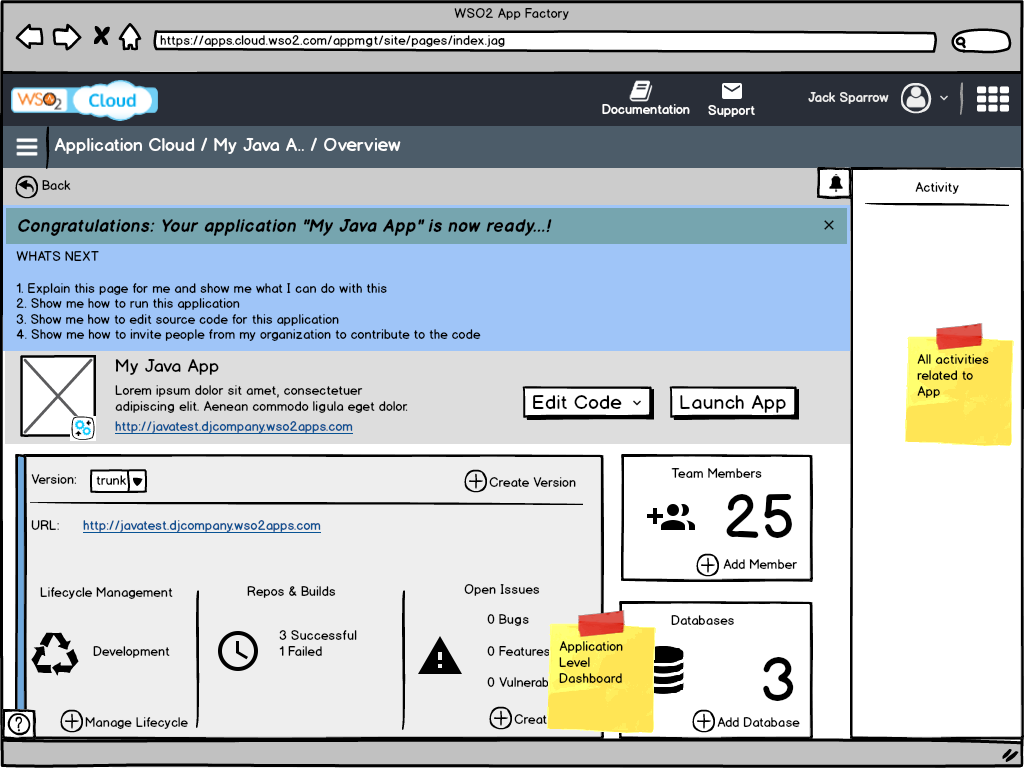 WSO2 App Factory
https://apps.cloud.wso2.com/appmgt/site/pages/index.jag
WSO2 Cloud
Documentation
Support
Jack Sparrow
Application Cloud / My Java A.. / Overview
Back
Activity
Congratulations: Your application "My Java App" is now ready...!
WHATS NEXT
1. Explain this page for me and show me what I can do with this
2. Show me how to run this application
3. Show me how to edit source code for this application
4. Show me how to invite people from my organization to contribute to the code
All activities
related to
App
My Java App
Lorem ipsum dolor sit amet, consectetuer
adipiscing elit. Aenean commodo ligula eget dolor.
http://javatest.djcompany.wso2apps.com
Edit Code
Launch App
Version:
trunk
Create Version
URL:
http://javatest.djcompany.wso2apps.com
Lifecycle Management
Development
Manage Lifecycle
Repos & Builds
3 Successful
1 Failed
Open Issues
0 Bugs
0 Features
0 Vulnerab
Creat
Application
Level
Dashboard
Team Members
25
Add Member
Databases
3
Add Database
?